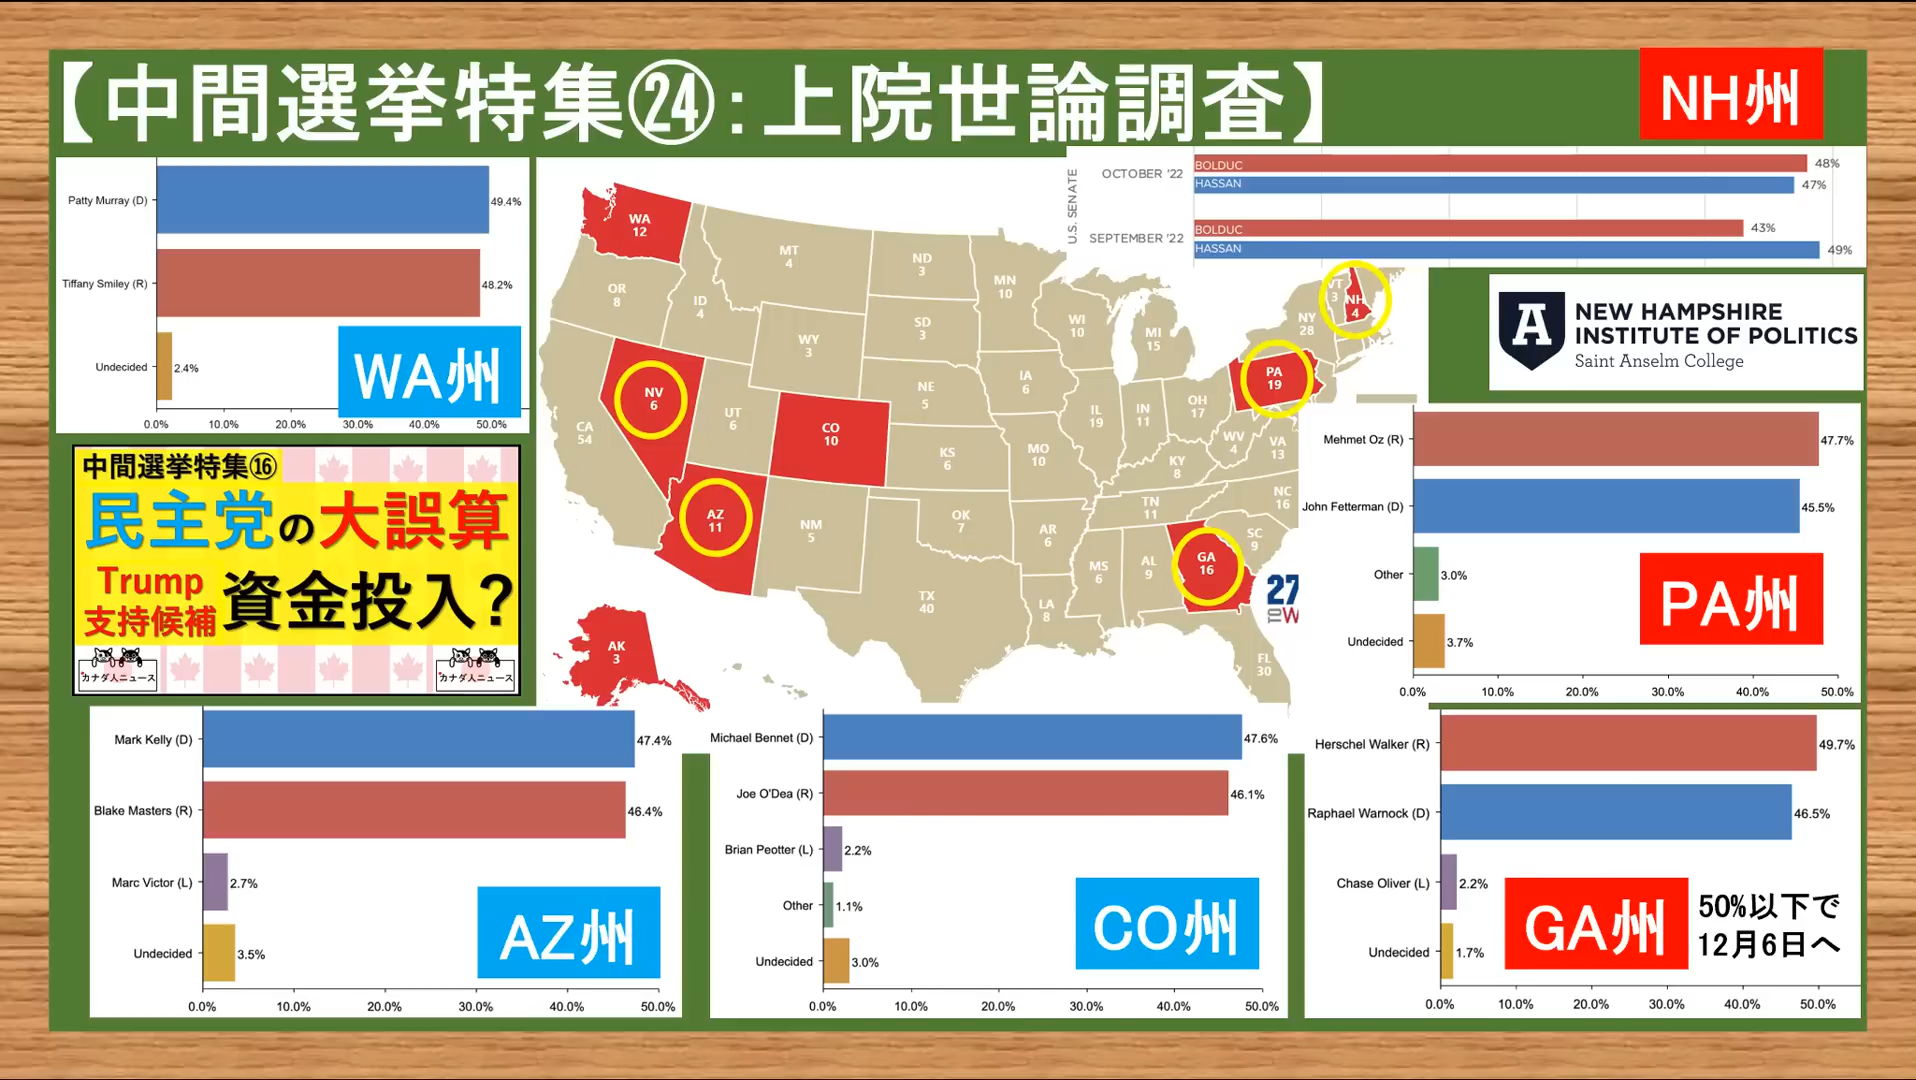 【中間選挙特集㉔:上院世論調査】
NH州
Patty Murray (D)
49.4%
Tiffany Smiley (R)
48.2%
Undecided
2.4%
WA州
0.0% 10.0% 20.0% 30.0% 40.0% 50.0%
U.S. SENATE
OCTOBER '22
BOLDUC
48%
HASSAN
47%
SEPTEMBER '22
BOLDUC
43%
HASSAN
49%
NEW HAMPSHIRE
INSTITUTE OF POLITICS
Saint Anselm College
WA
12
MT
4
ND
3
MN
10
OR
8
ID
4
WY
3
SD
3
WI
10
MI
15
NY
28
VT
3
NH
4
NV
6
UT
6
CO
10
NE
5
IA
6
IL
19
IN
11
OH
17
PA
19
CA
54
KS
6
MO
10
KY
8
WV
4
VA
13
AZ
11
NM
5
OK
7
AR
6
TN
11
NC
16
SC
9
MS
6
AL
9
GA
16
TX
40
LA
8
FL
30
AK
3
27
TO
W
中間選挙特集⑯
民主党の大誤算
Trump
支持候補
資金投入?
カナダ人ニュース
カナダ人ニュース
Mehmet Oz (R)
47.7%
John Fetterman (D)
45.5%
Other
3.0%
Undecided
3.7%
PA州
0.0% 10.0% 20.0% 30.0% 40.0% 50.0%
Mark Kelly (D)
47.4%
Blake Masters (R)
46.4%
Marc Victor (L)
2.7%
Undecided
3.5%
AZ州
0.0% 10.0% 20.0% 30.0% 40.0% 50.0%
Michael Bennet (D)
47.6%
Joe O'Dea (R)
46.1%
Brian Peotter (L)
2.2%
Other
1.1%
Undecided
3.0%
CO州
0.0% 10.0% 20.0% 30.0% 40.0% 50.0%
Herschel Walker (R)
49.7%
Raphael Warnock (D)
46.5%
Chase Oliver (L)
2.2%
Undecided
1.7%
GA州
50%以下で
12月6日へ
0.0% 10.0% 20.0% 30.0% 40.0% 50.0%